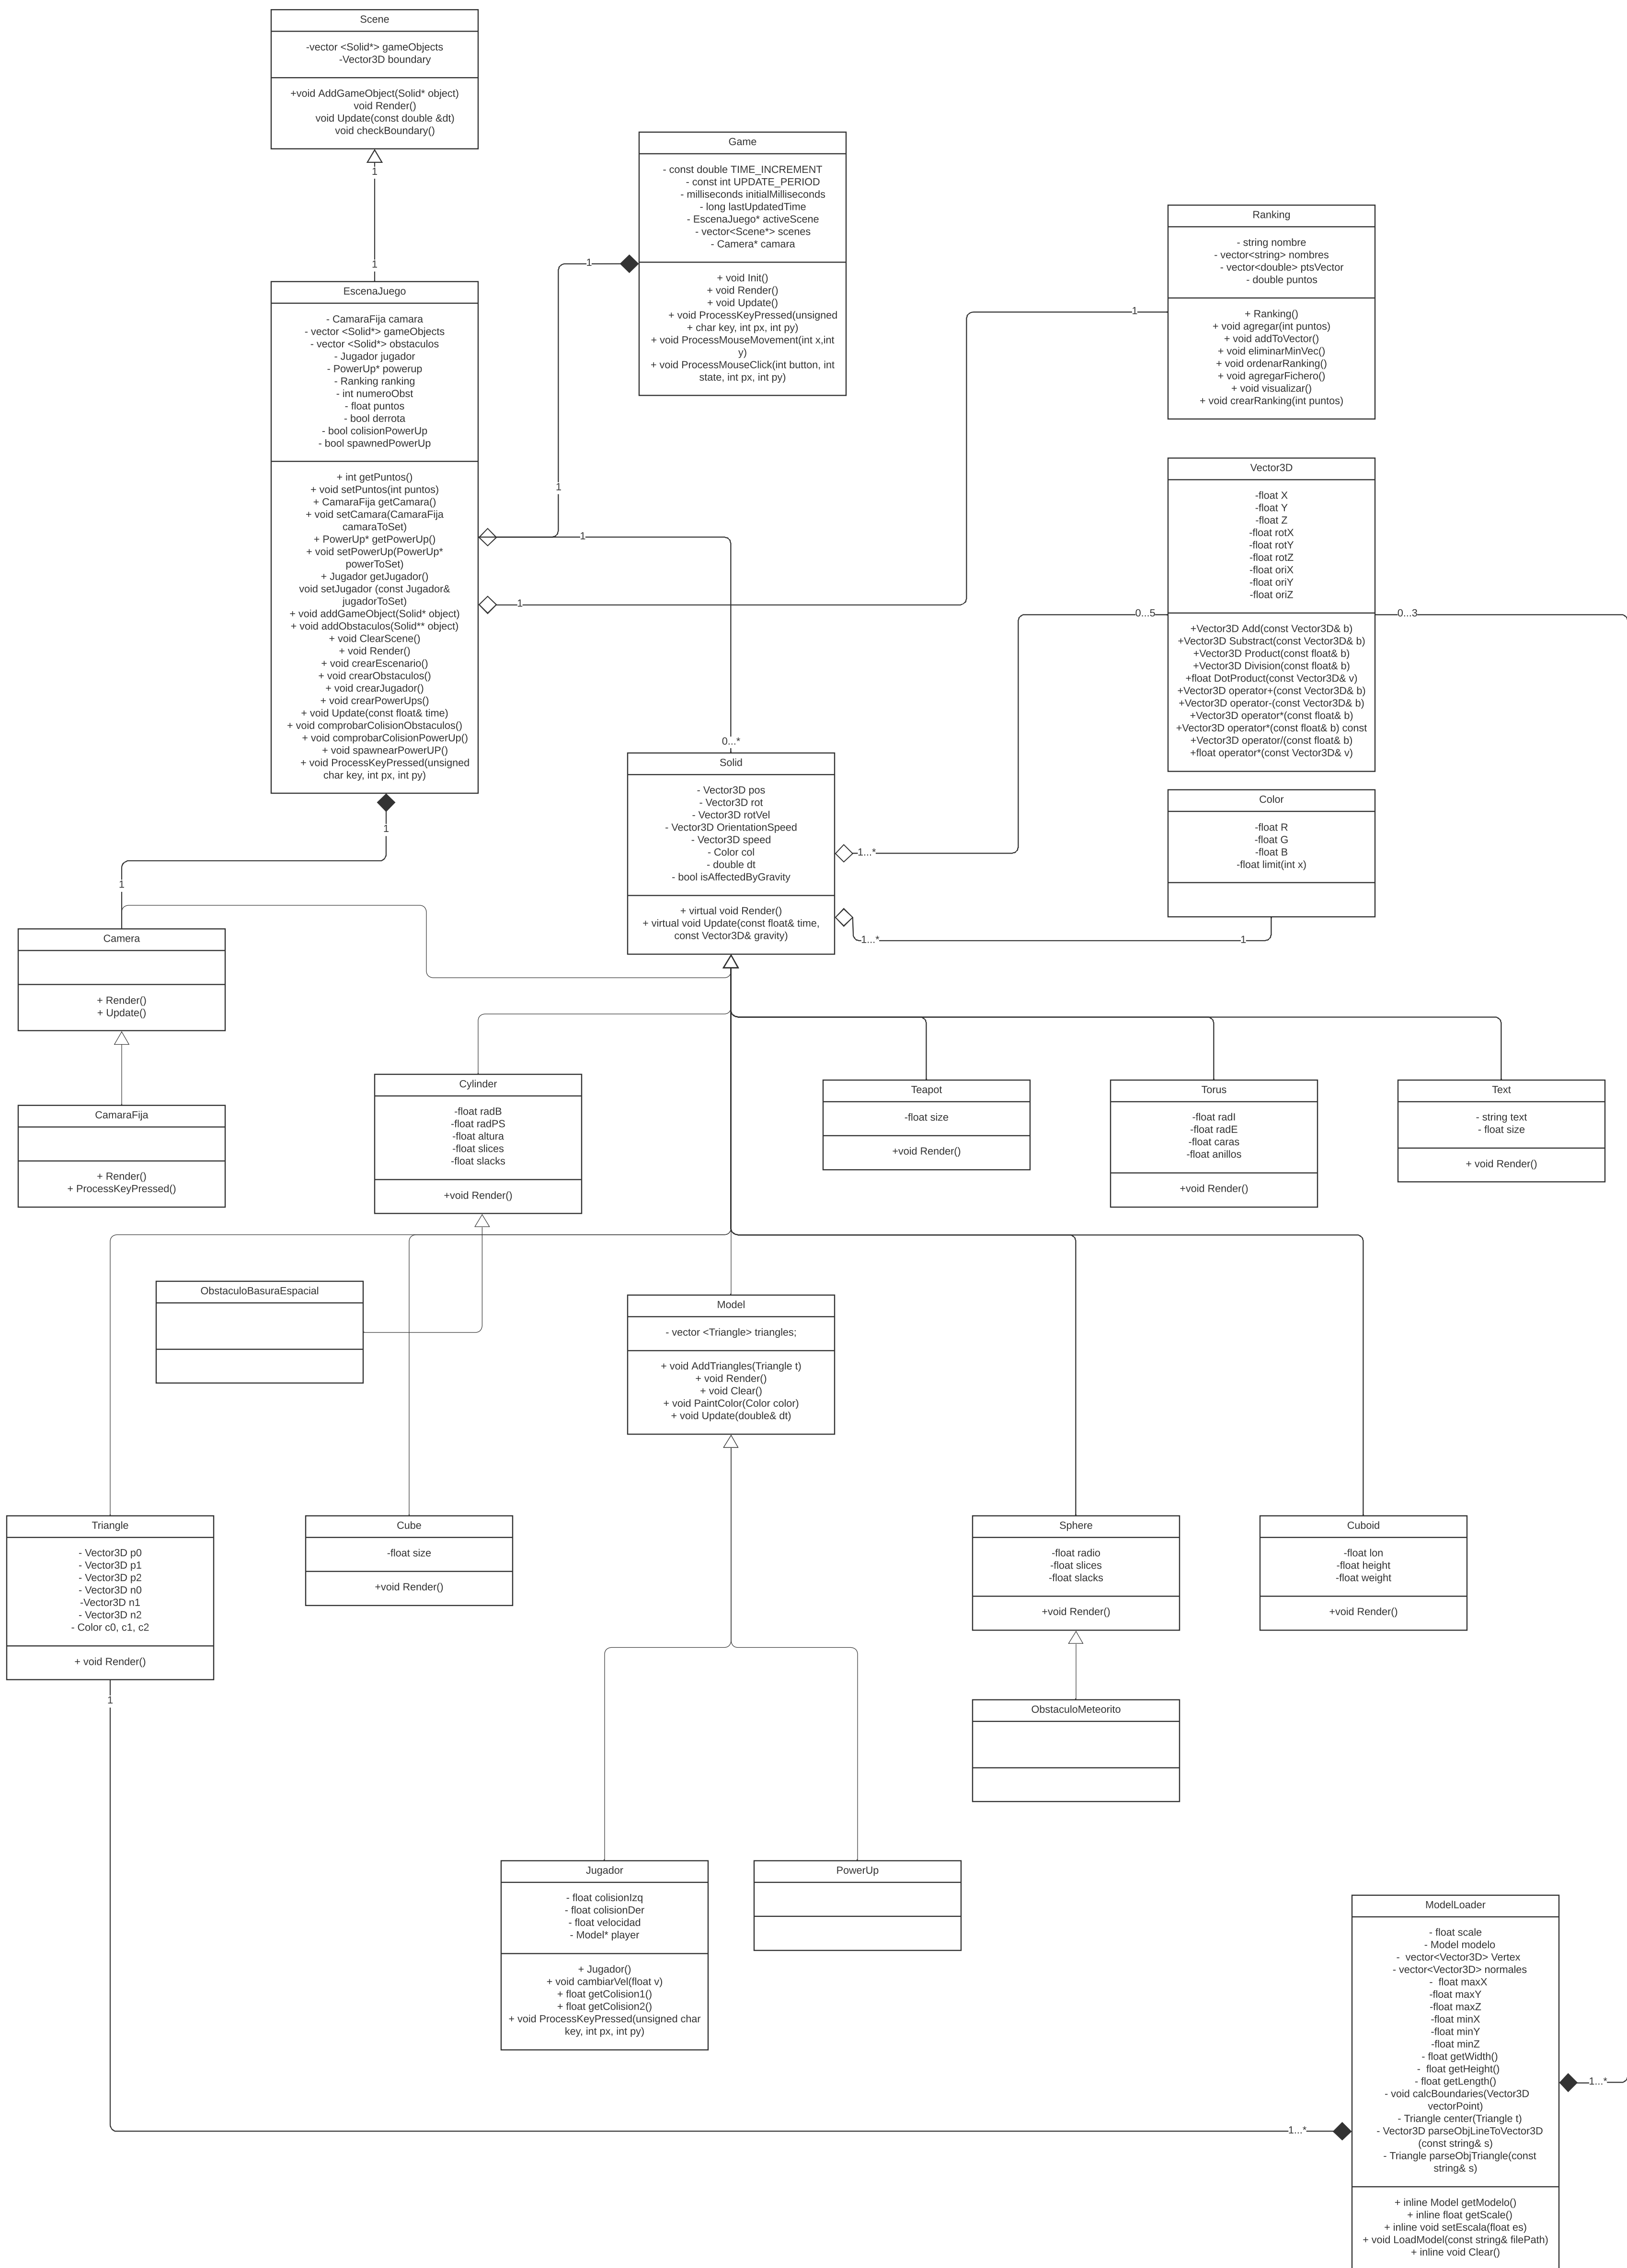 Scene
-vector <Solid*> gameObjects
-Vector3D boundary
+void AddGameObject(Solid* object)
void Render()
void Update(const double &dt)
void checkBoundary()
1
1
Game
- const double TIME_INCREMENT
- const int UPDATE_PERIOD
- milliseconds initialMilliseconds
- long lastUpdatedTime
- EscenaJuego* activeScene
- vector<Scene*> scenes
- Camera* camara
+ void Init()
+ void Render()
+ void Update()
+ void ProcessKeyPressed(unsigned
+ char key, int px, int py)
+ void ProcessMouseMovement(int x,int
y)
+ void ProcessMouseClick(int button, int
state, int px, int py)
1
1
Ranking
- string nombre
- vector<string> nombres
- vector<double> ptsVector
- double puntos
+ Ranking()
+ void agregar(int puntos)
+ void addToVector()
+ void eliminarMinVec()
+ void ordenarRanking()
+ void agregarFichero()
+ void visualizar()
+ void crearRanking(int puntos)
1
EscenaJuego
- CamaraFija camara
- vector <Solid*> gameObjects
- vector <Solid*> obstaculos
- Jugador jugador
- PowerUp* powerup
- Ranking ranking
- int numeroObst
- float puntos
- bool derrota
- bool colisionPowerUp
- bool spawnedPowerUp
+ int getPuntos()
+ void setPuntos(int puntos)
+ CamaraFija getCamara()
+ void setCamara(CamaraFija
camaraToSet)
+ PowerUp* getPowerUp()
+ void setPowerUp(PowerUp*
powerToSet)
+ Jugador getJugador()
void setJugador (const Jugador&
jugadorToSet)
+ void addGameObject(Solid* object)
+ void addObstaculos(Solid** object)
+ void ClearScene()
+ void Render()
+ void crearEscenario()
+ void crearObstaculos()
+ void crearJugador()
+ void crearPowerUps()
+ void Update(const float& time)
+ void comprobarColisionObstaculos()
+ void comprobarColisionPowerUp()
+ void spawnearPowerUP()
+ void ProcessKeyPressed(unsigned
char key, int px, int py)
1
1
0...*
1
1
Vector3D
-float X
-float Y
-float Z
-float rotX
-float rotY
-float rotZ
-float oriX
-float oriY
-float oriZ
+Vector3D Add(const Vector3D& b)
+Vector3D Substract(const Vector3D& b)
+Vector3D Product(const float& b)
+Vector3D Division(const float& b)
+float DotProduct(const Vector3D& v)
+Vector3D operator+(const Vector3D& b)
+Vector3D operator-(const Vector3D& b)
+Vector3D operator*(const float& b)
+Vector3D operator*(const float& b) const
+Vector3D operator/(const float& b)
+float operator*(const Vector3D& v)
0...5
0...3
Solid
- Vector3D pos
- Vector3D rot
- Vector3D rotVel
- Vector3D OrientationSpeed
- Vector3D speed
- Color col
- double dt
- bool isAffectedByGravity
+ virtual void Render()
+ virtual void Update(const float& time,
const Vector3D& gravity)
1...*
1...*
Color
-float R
-float G
-float B
-float limit(int x)
1
Camera
+ Render()
+ Update()
CamaraFija
+ Render()
+ ProcessKeyPressed()
Cylinder
-float radB
-float radPS
-float altura
-float slices
-float slacks
+void Render()
Teapot
-float size
+void Render()
Torus
-float radI
-float radE
-float caras
-float anillos
+void Render()
Text
- string text
- float size
+ void Render()
ObstaculoBasuraEspacial
Model
- vector <Triangle> triangles;
+ void AddTriangles(Triangle t)
+ void Render()
+ void Clear()
+ void PaintColor(Color color)
+ void Update(double& dt)
Triangle
- Vector3D p0
- Vector3D p1
- Vector3D p2
- Vector3D n0
-Vector3D n1
- Vector3D n2
- Color c0, c1, c2
+ void Render()
1
Cube
-float size
+void Render()
Sphere
-float radio
-float slices
-float slacks
+void Render()
Cuboid
-float lon
-float height
-float weight
+void Render()
ObstaculoMeteorito
Jugador
- float colisionIzq
- float colisionDer
- float velocidad
- Model* player
+ Jugador()
+ void cambiarVel(float v)
+ float getColision1()
+ float getColision2()
+ void ProcessKeyPressed(unsigned char
key, int px, int py)
PowerUp
ModelLoader
- float scale
- Model modelo
- vector<Vector3D> Vertex
- vector<Vector3D> normales
- float maxX
-float maxY
-float maxZ
-float minX
-float minY
-float minZ
- float getWidth()
- float getHeight()
- float getLength()
- void calcBoundaries(Vector3D
vectorPoint)
- Triangle center(Triangle t)
- Vector3D parseObjLineToVector3D
(const string& s)
- Triangle parseObjTriangle(const
string& s)
+ inline Model getModelo()
+ inline float getScale()
+ inline void setEscala(float es)
+ void LoadModel(const string& filePath)
+ inline void Clear()
1...*
1...*